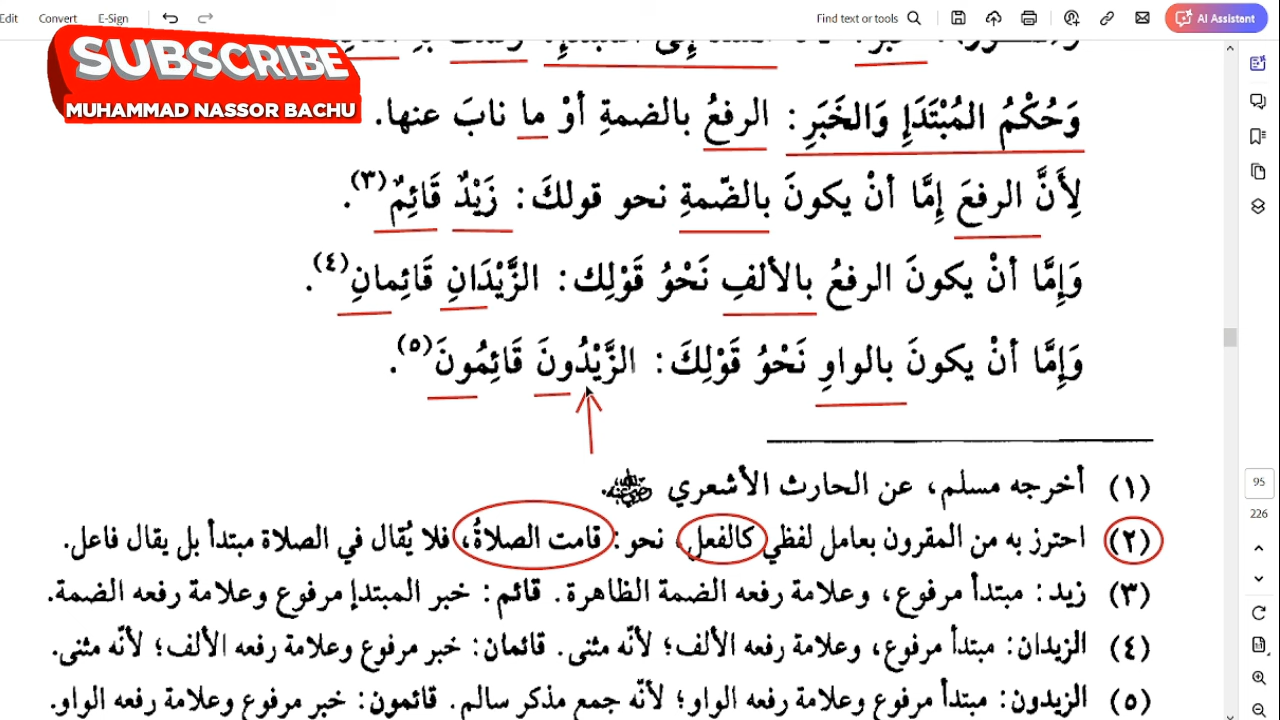 Edit Convert E-Sign Find text or tools AI Assistant
SUBSCRIBE
MUHAMMAD NASSOR BACHU
وَحُكْمُ المُبْتَدَإِ وَالخَبَرِ: الرفعُ بالضمةِ أوْ ما نابَ عنها.
لِأَنَّ الرفعَ إِمَّا أنْ يكونَ بالضّمةِ نحو قولكَ: زَيْدٌ قَائِمٌ (٣).
وَإِمَّا أنْ يكونَ الرفعُ بالألفِ نَحْوُ قَوْلِك: الزَّيْدَانِ قَائِمانِ (٤).
وَإِمَّا أنْ يكونَ بالواوِ نَحْوُ قَوْلِكَ: الزَّيْدُونَ قَائِمُونَ (٥).
(١) أخرجه مسلم، عن الحارث الأشعري
(٢) احترز به من المقرون بعامل لفظي كالفعل، نحو: قامت الصلاةُ، فلا يُقال في الصلاة مبتدأ بل يقال فاعل.
(٣) زيد: مبتدأ مرفوع، وعلامة رفعه الضمة الظاهرة. قائم: خبر المبتدإ مرفوع وعلامة رفعه الضمة.
(٤) الزيدان: مبتدأ مرفوع، وعلامة رفعه الألف؛ لأنّه مثنى. قائمان: خبر مرفوع وعلامة رفعه الألف؛ لأنّه مثنى.
(٥) الزيدون: مبتدأ مرفوع وعلامة رفعه الواو؛ لأنّه جمع مذكر سالم. قائمون: خبر مرفوع وعلامة رفعه الواو.
95
226